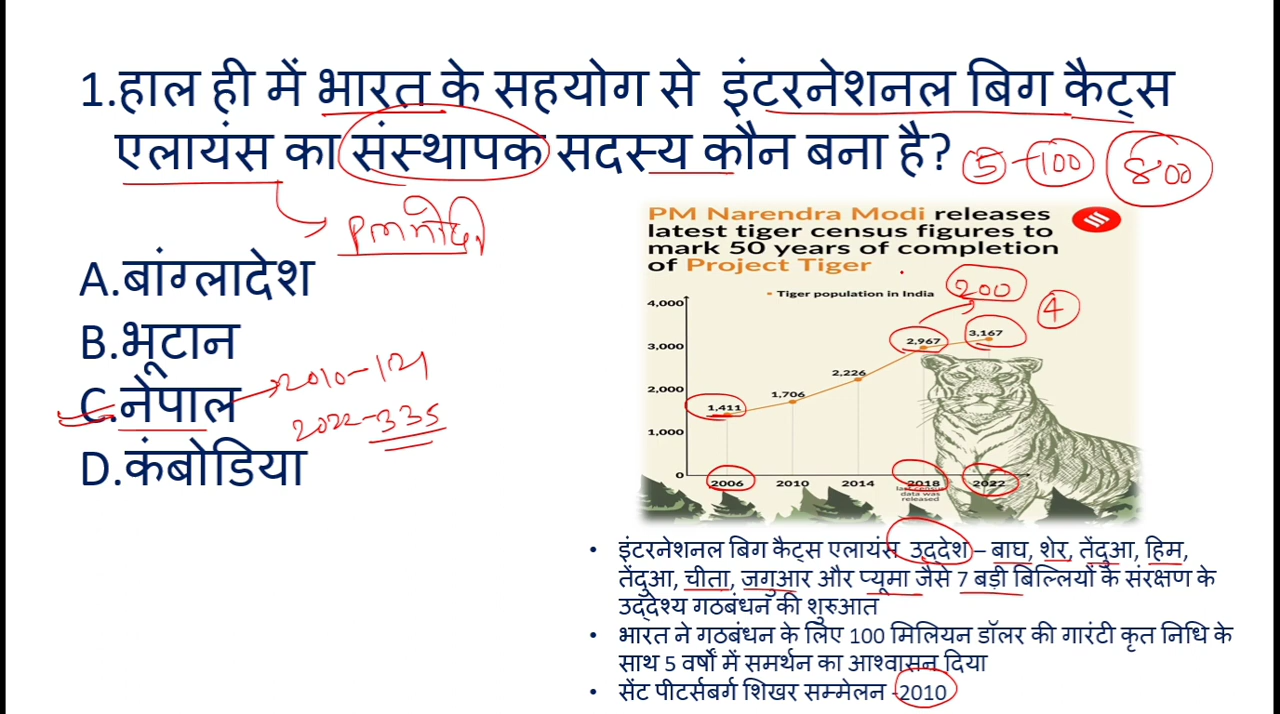 1.हाल ही में भारत के सहयोग से इंटरनेशनल बिग कैट्स
एलायंस का संस्थापक सदस्य कौन बना है?
5 - 100
800
PM मोदी
A.बांग्लादेश
B.भूटान
C.नेपाल
2010-121
2022-335
D.कंबोडिया
PM Narendra Modi releases
latest tiger census figures to
mark 50 years of completion
of Project Tiger
Tiger population in India
200
4
4,000
3,000
2,000
1,000
0
1,411
1,706
2,226
2,967
3,167
2006
2010
2014
2018
2022
last census
data was
released
• इंटरनेशनल बिग कैट्स एलायंस उद्देश – बाघ, शेर, तेंदुआ, हिम,
तेंदुआ, चीता, जगुआर और प्यूमा जैसे 7 बड़ी बिल्लियों के संरक्षण के
उद्देश्य गठबंधन की शुरुआत
• भारत ने गठबंधन के लिए 100 मिलियन डॉलर की गारंटी कृत निधि के
साथ 5 वर्षों में समर्थन का आश्वासन दिया
• सेंट पीटर्सबर्ग शिखर सम्मेलन -2010